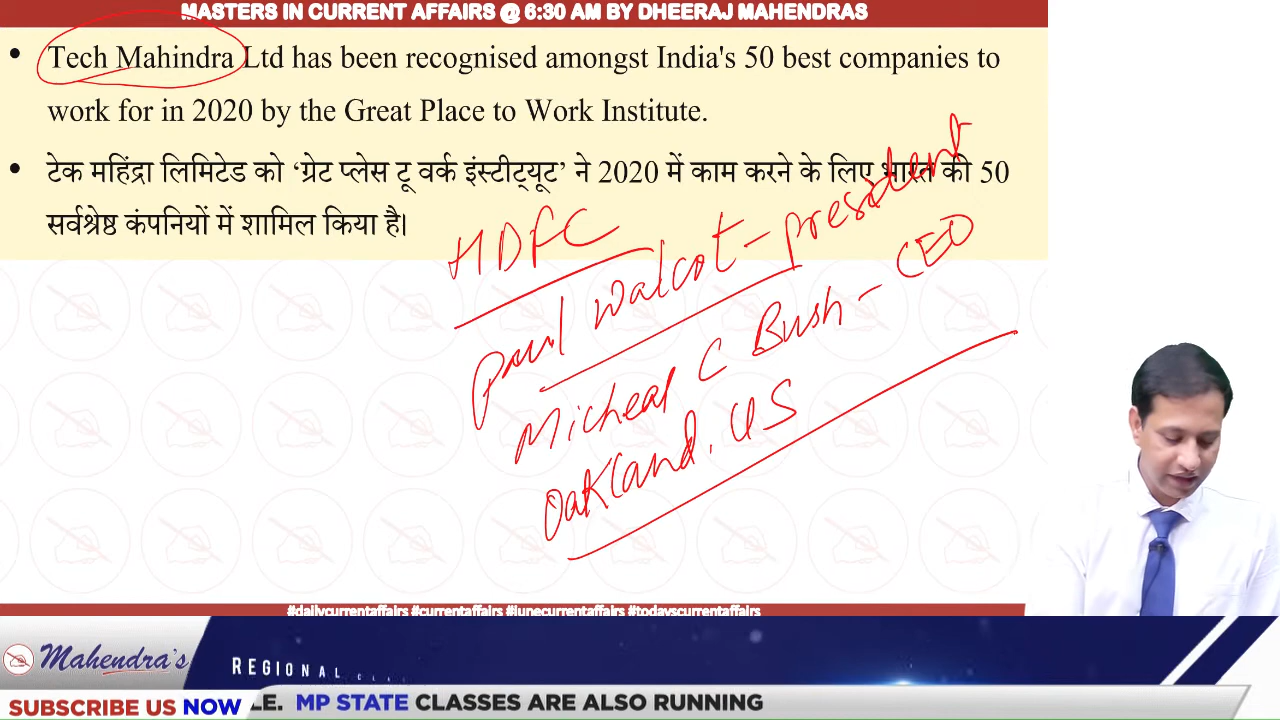 MASTERS IN CURRENT AFFAIRS @ 6:30 AM BY DHEERAJ MAHENDRAS
• Tech Mahindra Ltd has been recognised amongst India's 50 best companies to
work for in 2020 by the Great Place to Work Institute.
• टेक महिंद्रा लिमिटेड को ‘ग्रेट प्लेस टू वर्क इंस्टीट्यूट’ ने 2020 में काम करने के लिए भारत की 50
सर्वश्रेष्ठ कंपनियों में शामिल किया है।
HDFC
Paul Walcot - president
Micheal C Bush - CEO
Oakland, US
#dailycurrentaffairs #currentaffairs #junecurrentaffairs #todayscurrentaffairs
Mahendra's
REGIONAL
SUBSCRIBE US NOW
LE. MP STATE CLASSES ARE ALSO RUNNING